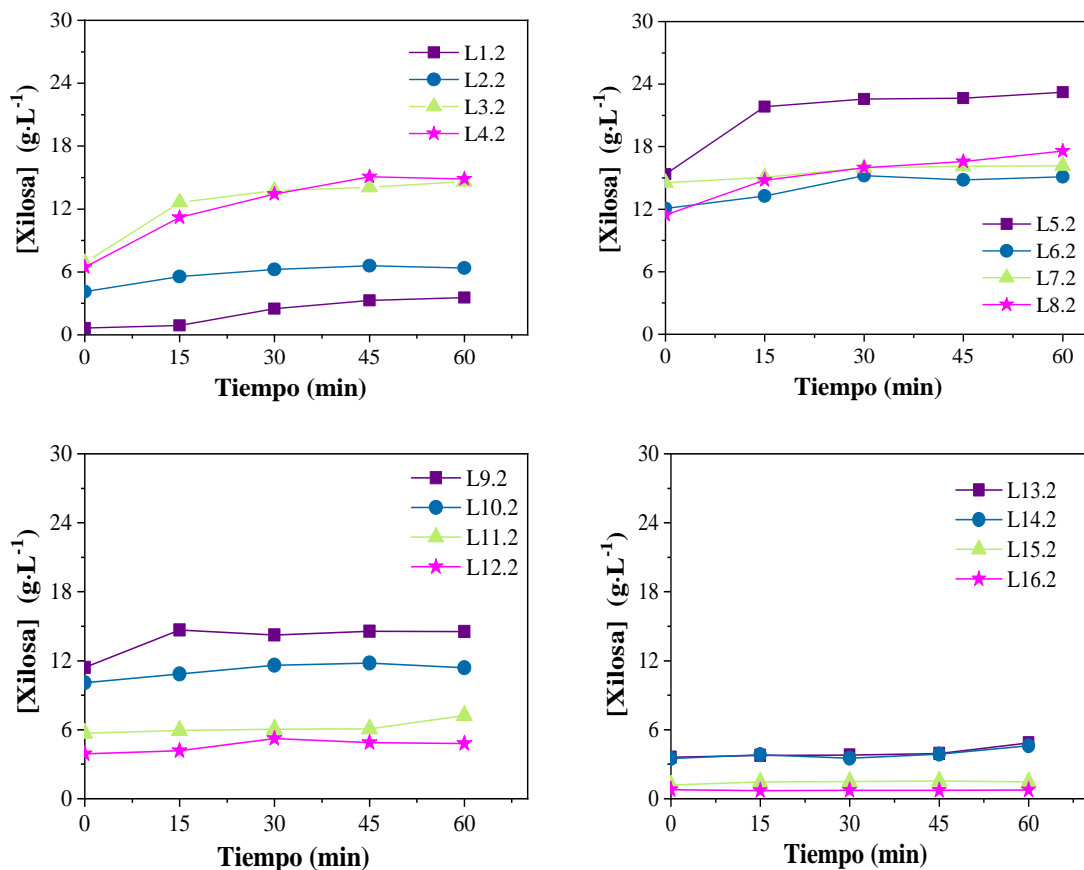 30
24
18
12
6
0
[Xilosa] (g·L⁻¹)
L1.2
L2.2
L3.2
L4.2
0 15 30 45 60
Tiempo (min)
30
24
18
12
6
0
[Xilosa] (g·L⁻¹)
L5.2
L6.2
L7.2
L8.2
0 15 30 45 60
Tiempo (min)
30
24
18
12
6
0
[Xilosa] (g·L⁻¹)
L9.2
L10.2
L11.2
L12.2
0 15 30 45 60
Tiempo (min)
30
24
18
12
6
0
[Xilosa] (g·L⁻¹)
L13.2
L14.2
L15.2
L16.2
0 15 30 45 60
Tiempo (min)